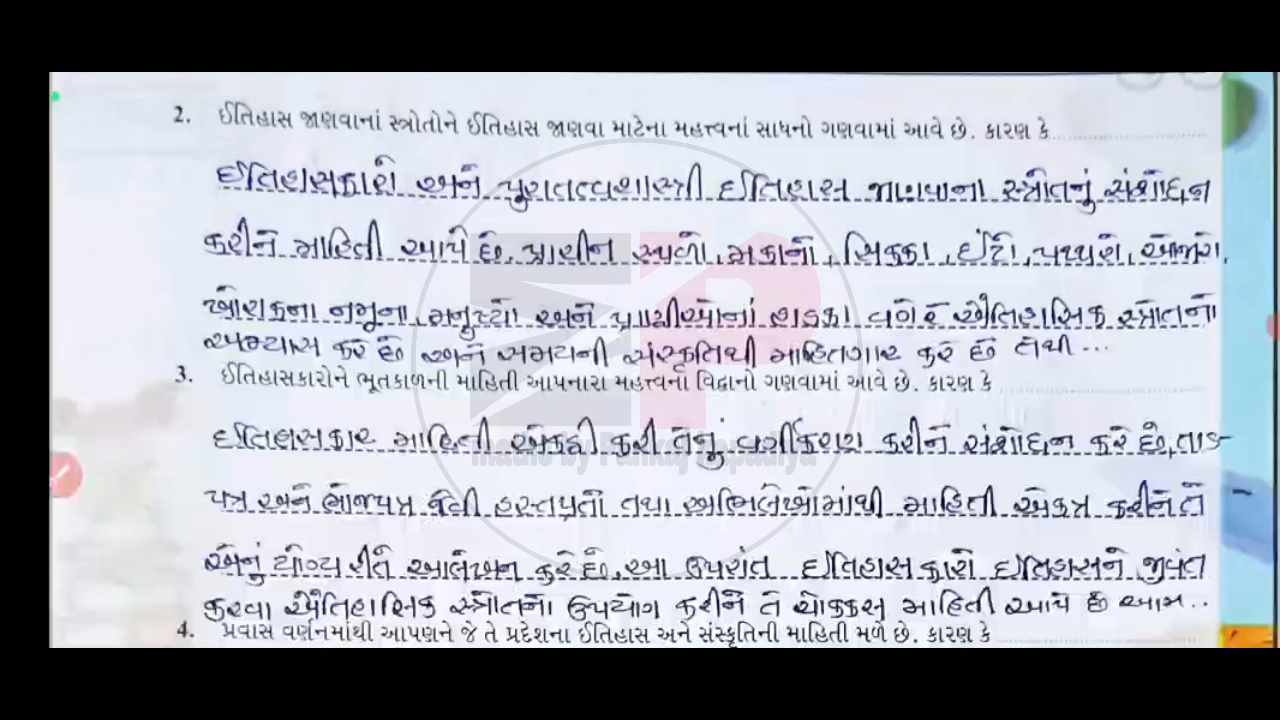 2. ઈતિહાસ જાણવાનાં સ્ત્રોતોને ઈતિહાસ જાણવા માટેના મહત્ત્વનાં સાધનો ગણવામાં આવે છે. કારણ કે
ઈતિહાસકારો અને પુરાતત્વશાસ્ત્રી ઈતિહાસ જાણવાના સ્ત્રોતનું સંશોધન
કરીને માહિતી આપે છે. પ્રાચીન સ્થળો, મકાનો, સિક્કા, ઈંટો, પથ્થરો, ઓજારો,
ખોરાકના નમૂના, મનુષ્યો અને પ્રાણીઓનાં હાડકા વગેરે ઐતિહાસિક સ્ત્રોતનો
અભ્યાસ કરે છે અને સમયની સંસ્કૃતિથી માહિતગાર કરે છે તેથી ...
3. ઈતિહાસકારોને ભૂતકાળની માહિતી આપનારા મહત્ત્વના વિદ્વાનો ગણવામાં આવે છે. કારણ કે
ઈતિહાસકાર માહિતી એકઠી કરી તેનું વર્ગીકરણ કરીને સંશોધન કરે છે, તાડ-
પત્ર અને ભોજપત્ર જેવી હસ્તપ્રતો તથા અભિલેખોમાંથી માહિતી એકત્ર કરીને તે
એનું યોગ્ય રીતે આલેખન કરે છે. આ ઉપરાંત ઈતિહાસકારો ઈતિહાસને જીવંત
કરવા ઐતિહાસિક સ્ત્રોતનો ઉપયોગ કરીને તે ચોક્કસ માહિતી આપે છે આમ..
4. પ્રવાસ વર્ણનમાંથી આપણને જે તે પ્રદેશના ઈતિહાસ અને સંસ્કૃતિની માહિતી મળે છે. કારણ કે